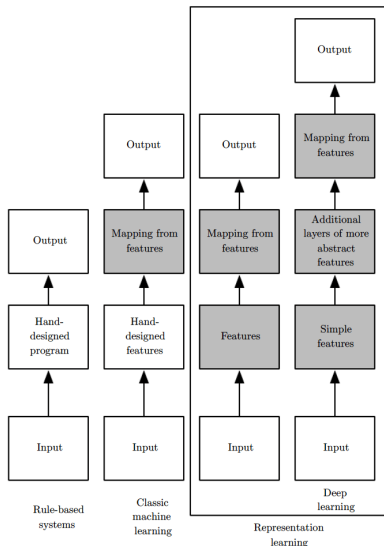 Output
Output
Output
Mapping from
features
Output
Mapping from
features
Mapping from
features
Additional
layers of more
abstract
features
Hand-
designed
program
Hand-
designed
features
Features
Simple
features
Input
Input
Input
Input
Rule-based
systems
Classic
machine
learning
Deep
learning
Representation
learning